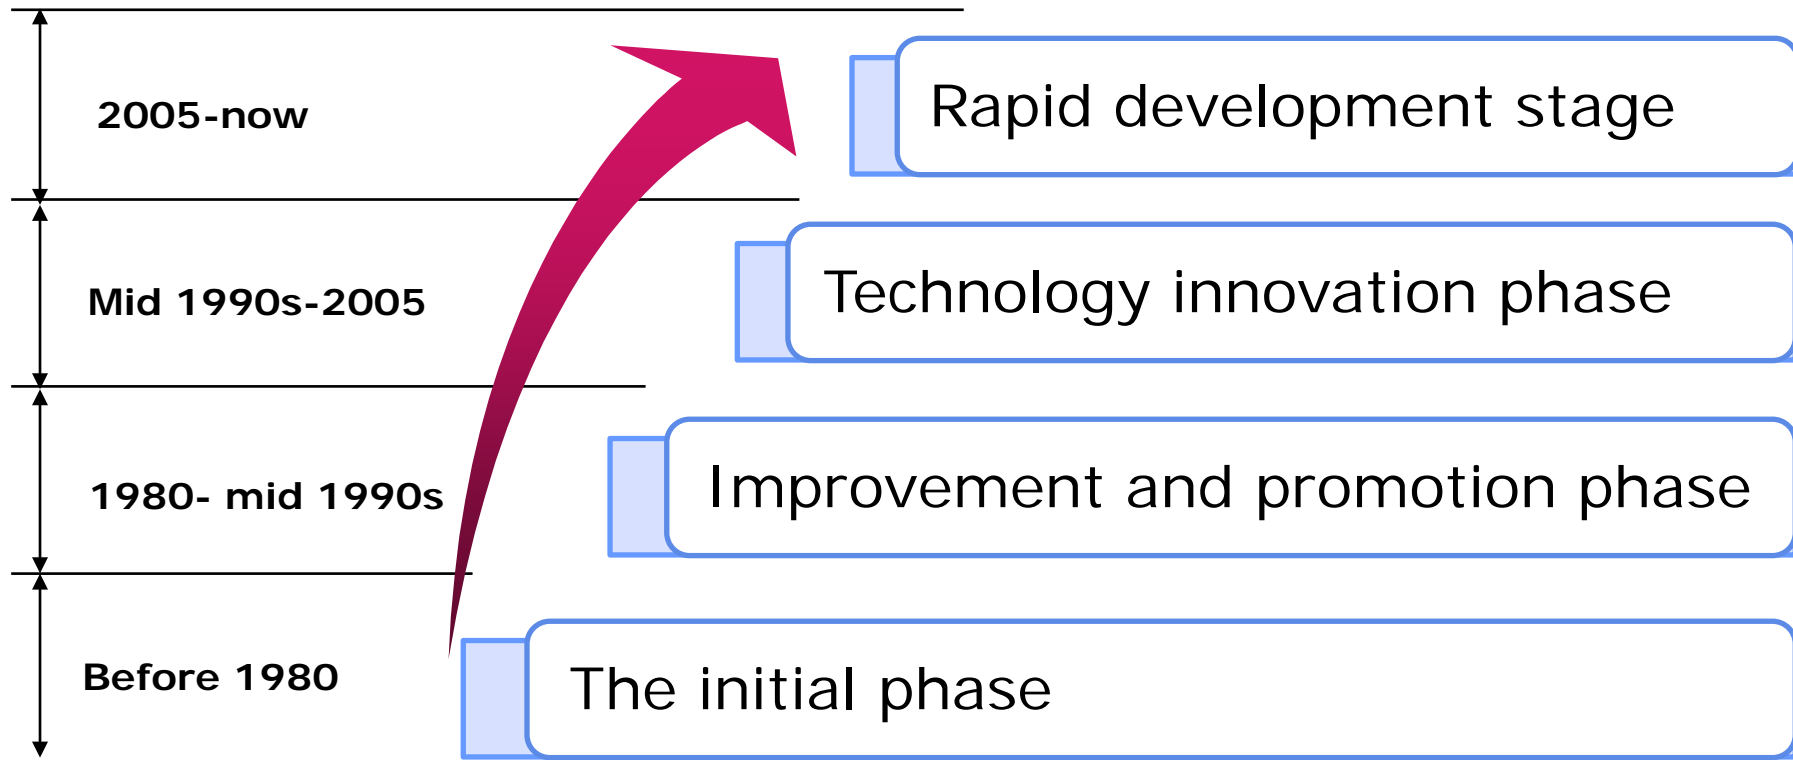 2005-now
Rapid development stage
Mid 1990s-2005
Technology innovation phase
1980- mid 1990s
Improvement and promotion phase
Before 1980
The initial phase